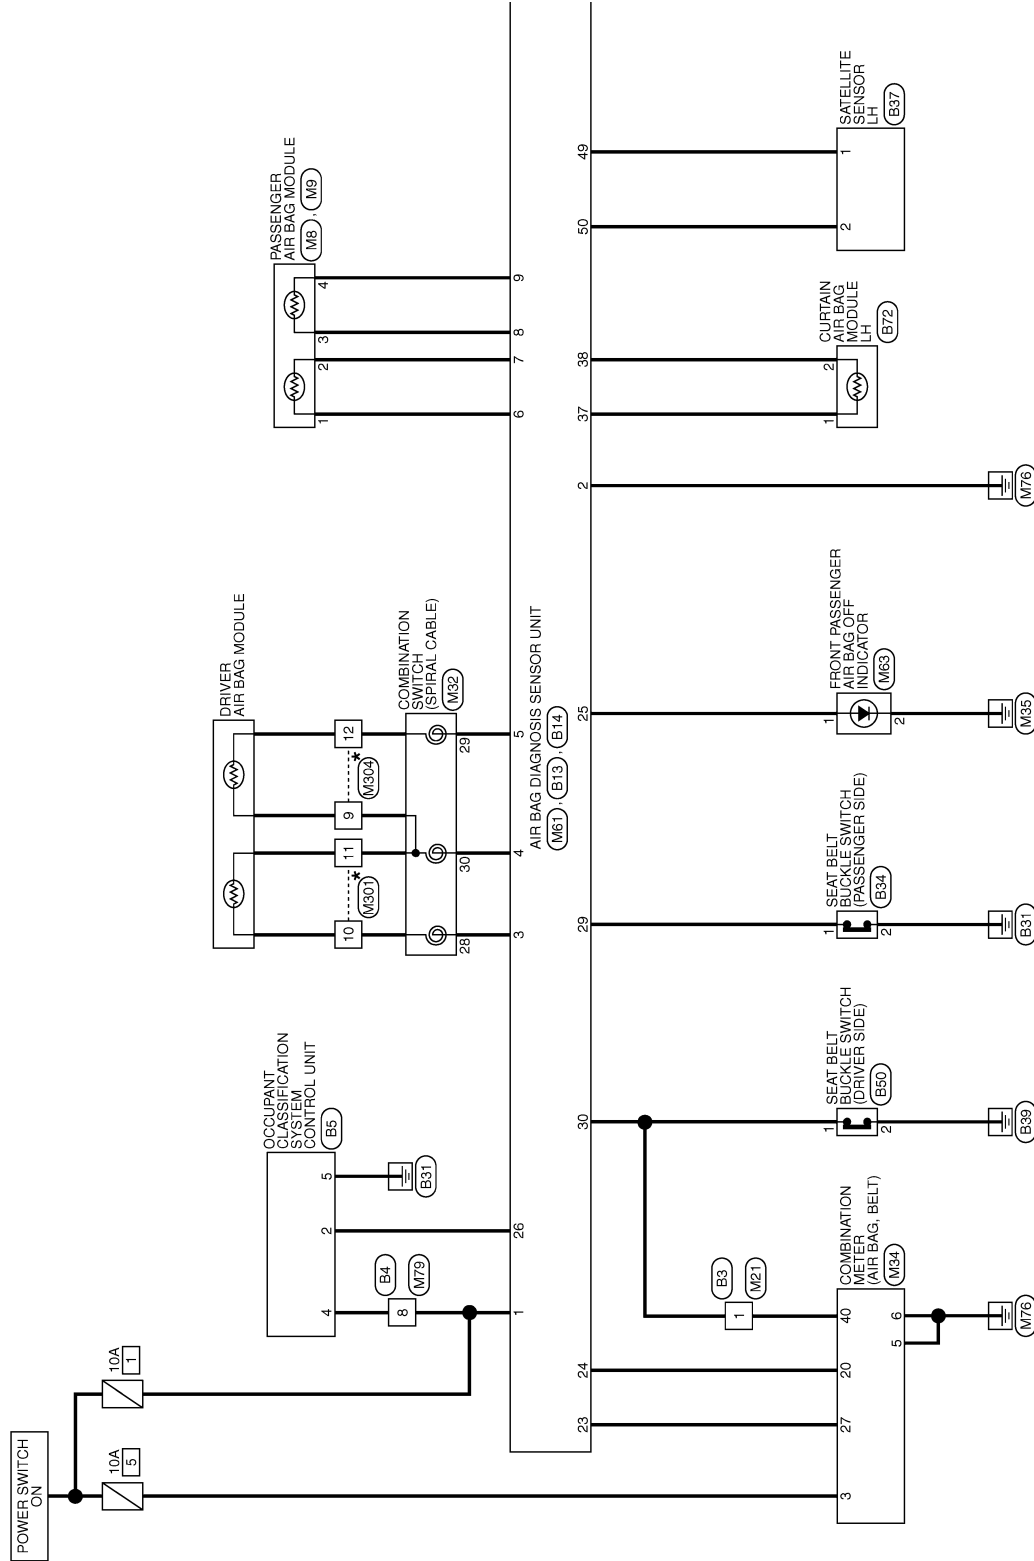 POWER SWITCH
ON
10A
5
10A
1
OCCUPANT
CLASSIFICATION
SYSTEM
CONTROL UNIT
B5
4
2
5
8
B4
M79
B31
DRIVER
AIR BAG MODULE
10
11
9
12
* M301
* M304
COMBINATION
SWITCH
(SPIRAL CABLE)
M32
28
30
29
PASSENGER
AIR BAG MODULE
M8 , M9
1
2
3
4
1
26
3
4
5
6
7
8
9
AIR BAG DIAGNOSIS SENSOR UNIT
M61 , B13 , B14
23
24
30
29
25
2
37
38
50
49
1
B3
M21
COMBINATION
METER
(AIR BAG, BELT)
M34
3
27
20
40
5
6
M76
SEAT BELT
BUCKLE SWITCH
(DRIVER SIDE)
B50
1
2
B39
SEAT BELT
BUCKLE SWITCH
(PASSENGER SIDE)
B34
1
2
B31
FRONT PASSENGER
AIR BAG OFF
INDICATOR
M63
1
2
M35
M76
CURTAIN
AIR BAG
MODULE
LH
B72
1
2
SATELLITE
SENSOR
LH
B37
2
1